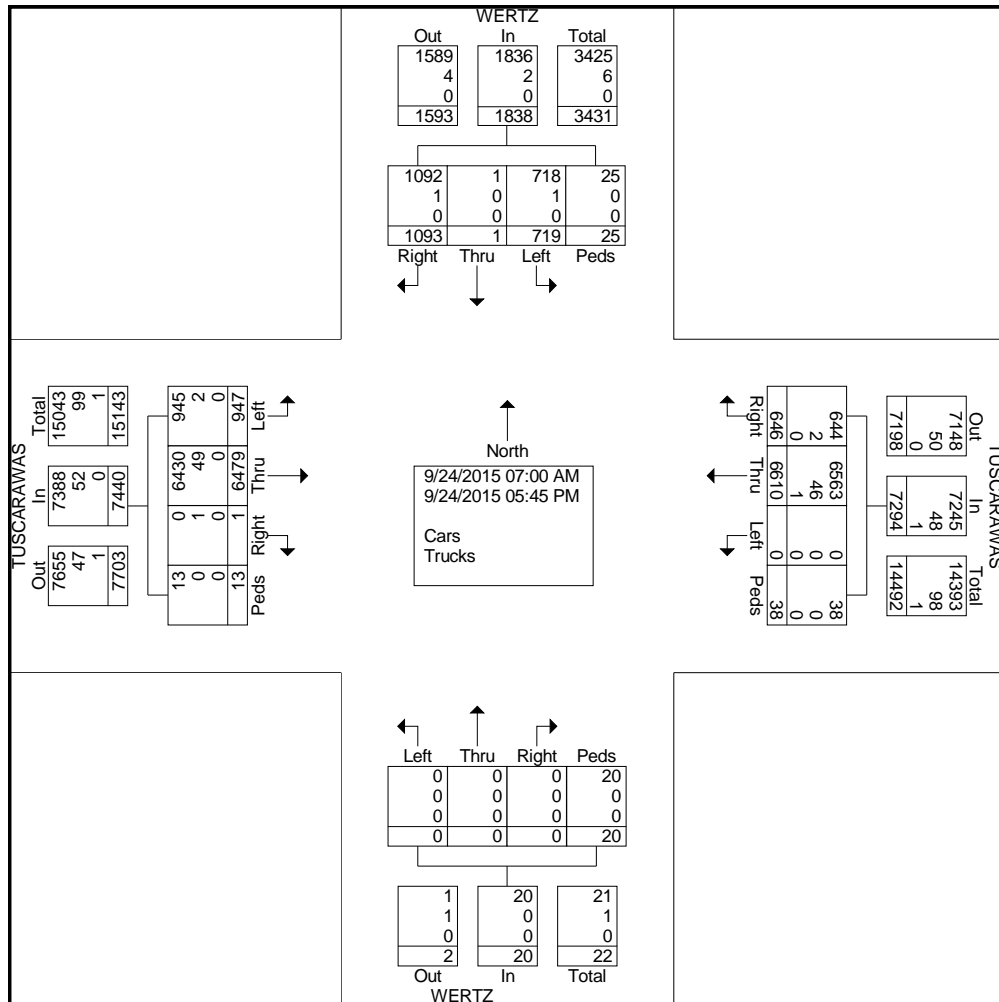 WERTZ
Out In Total
1589 1836 3425
4 2 6
0 0 0
1593 1838 3431
1092 1 718 25
1 0 1 0
0 0 0 0
1093 1 719 25
Right Thru Left Peds
TUSCARAWAS
Total In Out
15043 7388 7655
99 52 47
1 0 1
15143 7440 7703
945 6430 0 13
2 49 1 0
0 0 0 0
947 6479 1 13
Left Thru Right Peds
North
9/24/2015 07:00 AM
9/24/2015 05:45 PM
Cars
Trucks
TUSCARAWAS
Out In Total
7148 7245 14393
50 48 98
0 1 1
7198 7294 14492
644 6563 0 38
2 46 0 0
0 1 0 0
646 6610 0 38
Right Thru Left Peds
Left Thru Right Peds
0 0 0 20
0 0 0 0
0 0 0 0
0 0 0 20
1 20 21
1 0 1
0 0 0
2 20 22
Out In Total
WERTZ